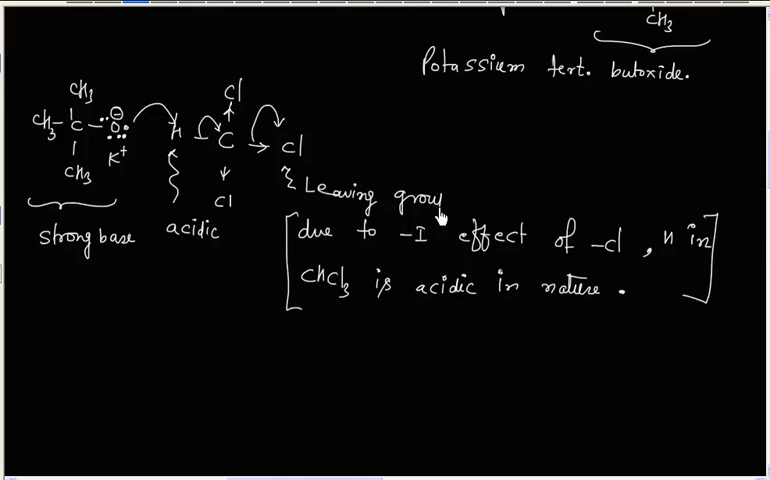 CH3
Potassium tert. butoxide.
CH3 Cl
CH3 – C – O⊖ H – C → Cl
K+
CH3 Cl
Leaving group
strong base acidic
[due to –I effect of –cl, H in
CHCl3 is acidic in nature.]